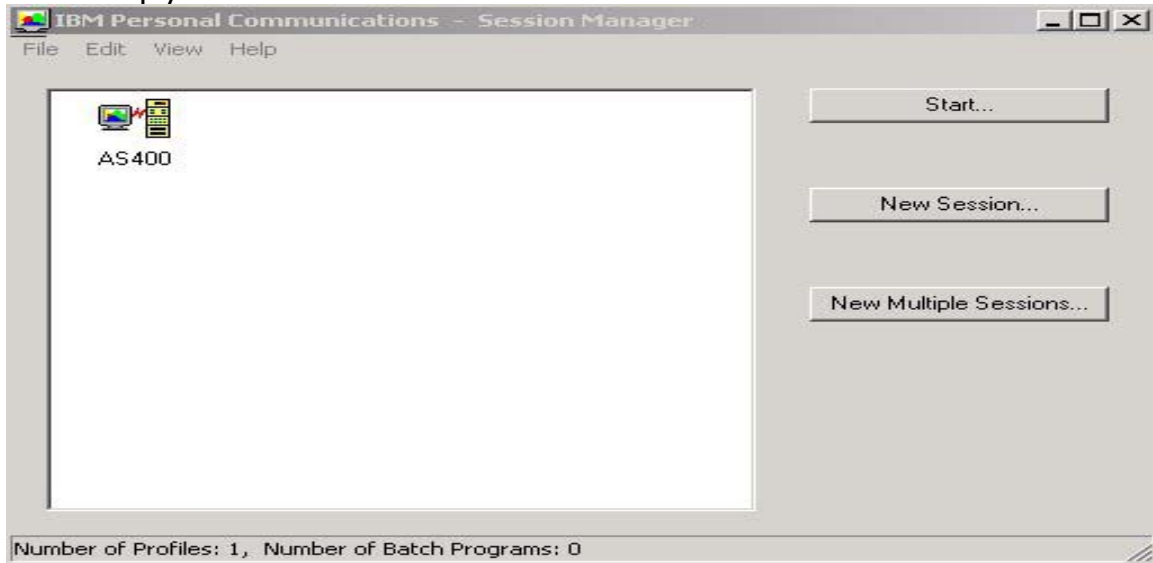 IBM Personal Communications - Session Manager
File Edit View Help
Start...
AS400
New Session...
New Multiple Sessions...
Number of Profiles: 1, Number of Batch Programs: 0